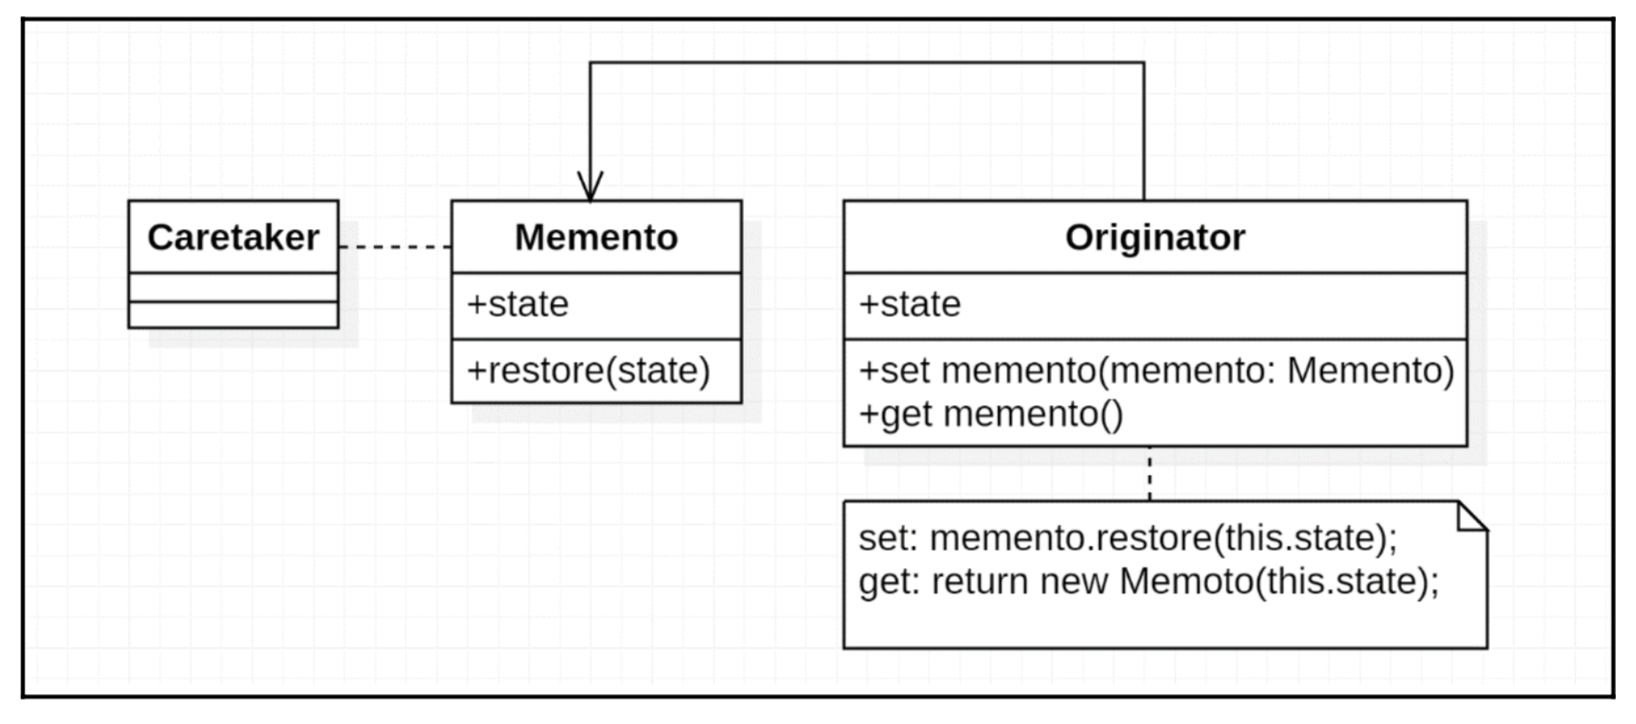 Caretaker
Memento
+state
+restore(state)
Originator
+state
+set memento(memento: Memento)
+get memento()
set: memento.restore(this.state);
get: return new Memoto(this.state);